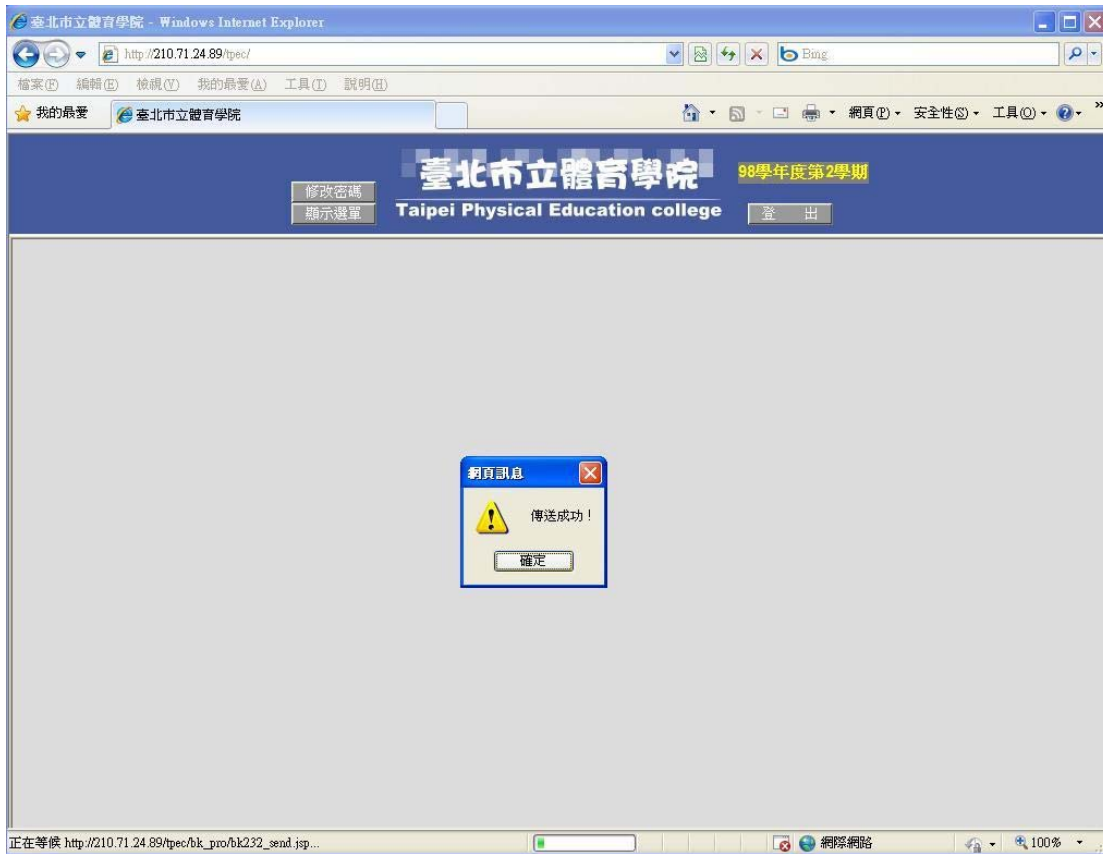 臺北市立體育學院 - Windows Internet Explorer
http://210.71.24.89/tpec/
Bing
檔案(F) 編輯(E) 檢視(V) 我的最愛(A) 工具(T) 說明(H)
我的最愛 臺北市立體育學院 網頁(P) 安全性(S) 工具(O)
臺北市立體育學院
98學年度第2學期
修改密碼
顯示選單
Taipei Physical Education college
登 出
網頁訊息
傳送成功！
確定
正在等候 http://210.71.24.89/tpec/bk_pro/bk232_send.jsp... 網際網路 100%